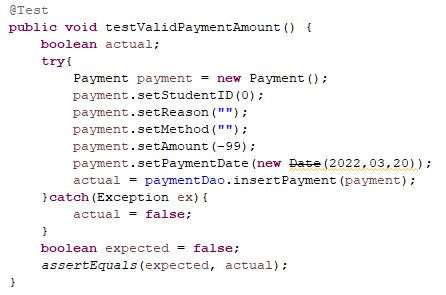 @Test
public void testValidPaymentAmount() {
    boolean actual;
    try{
        Payment payment = new Payment();
        payment.setStudentID(0);
        payment.setReason("");
        payment.setMethod("");
        payment.setAmount(-99);
        payment.setPaymentDate(new Date(2022,03,20));
        actual = paymentDao.insertPayment(payment);
    }catch(Exception ex){
        actual = false;
    }
    boolean expected = false;
    assertEquals(expected, actual);
}